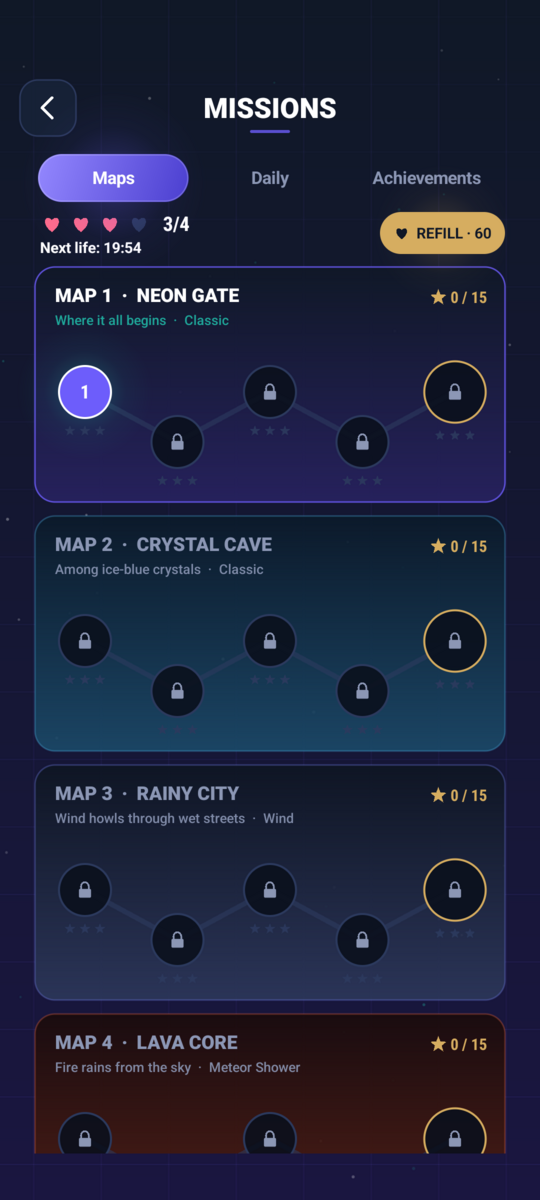 MISSIONS
Maps
Daily
Achievements
3/4
Next life: 19:54
REFILL · 60
MAP 1 · NEON GATE
0 / 15
Where it all begins · Classic
1
MAP 2 · CRYSTAL CAVE
0 / 15
Among ice-blue crystals · Classic
MAP 3 · RAINY CITY
0 / 15
Wind howls through wet streets · Wind
MAP 4 · LAVA CORE
0 / 15
Fire rains from the sky · Meteor Shower